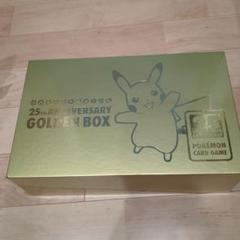 25th ANNIVERSARY
GOLDEN BOX
POKÉMON
CARD GAME